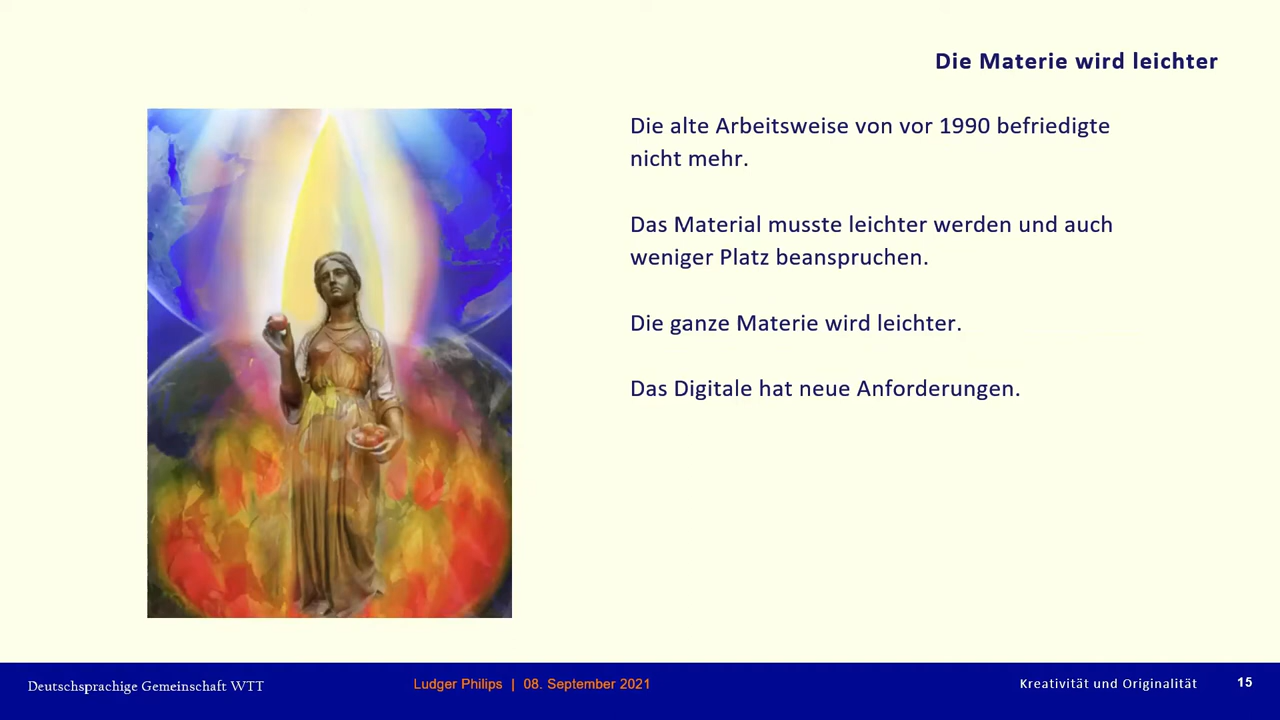 Die Materie wird leichter
Die alte Arbeitsweise von vor 1990 befriedigte
nicht mehr.
Das Material musste leichter werden und auch
weniger Platz beanspruchen.
Die ganze Materie wird leichter.
Das Digitale hat neue Anforderungen.
Deutschsprachige Gemeinschaft WTT
Ludger Philips | 08. September 2021
Kreativität und Originalität
15